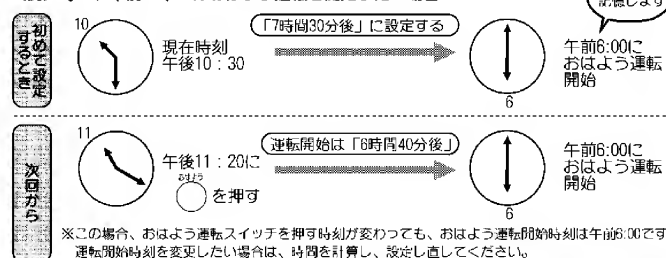 記憶します
初めて設定
するとき
10
現在時刻
午後10：30
「7時間30分後」に設定する
6
午前6:00に
おはよう運転
開始
次回から
11
午後11：20に
おはよう
を押す
運転開始は「6時間40分後」
6
午前6:00に
おはよう運転
開始
※この場合、おはよう運転スイッチを押す時刻が変わっても、おはよう運転開始時刻は午前6:00です
運転開始時刻を変更したい場合は、時間を計算し、設定し直してください。